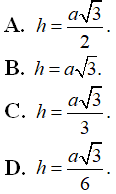 A. h = a√3/2.
B. h = a√3.
C. h = a√3/3.
D. h = a√3/6.